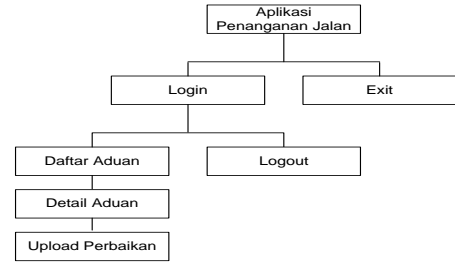 Aplikasi
Penanganan Jalan
Login
Exit
Daftar Aduan
Logout
Detail Aduan
Upload Perbaikan